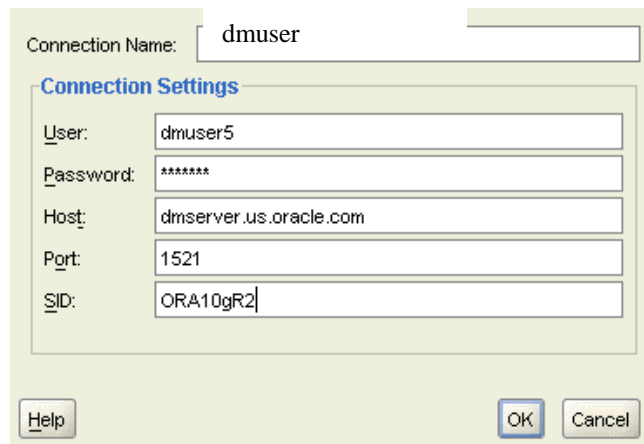 Connection Name: dmuser
Connection Settings
User: dmuser5
Password: *******
Host: dmserver.us.oracle.com
Port: 1521
SID: ORA10gR2
Help OK Cancel